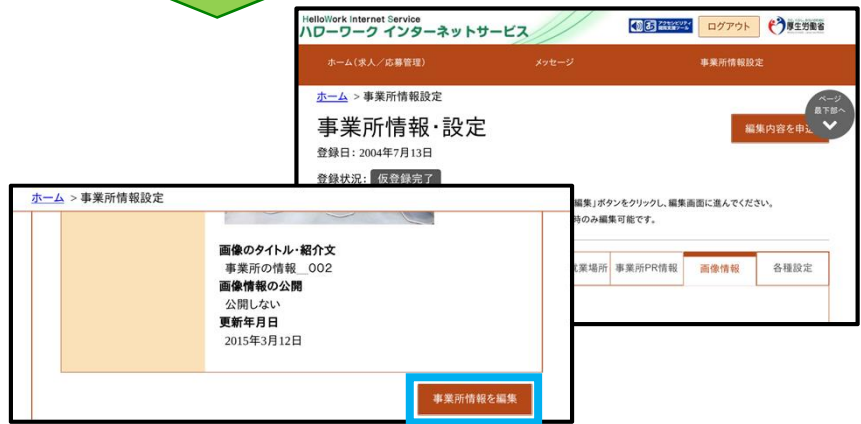 HelloWork Internet Service
ハローワーク インターネットサービス
ログアウト
厚生労働省
ホーム(求人/応募管理)
メッセージ
事業所情報設定
ホーム > 事業所情報設定
ページ
最下部へ
事業所情報・設定
編集内容を申
登録日: 2004年7月13日
登録状況: 仮登録完了
編集」ボタンをクリックし、編集画面に進んでください。
時のみ編集可能です。
業場所
事業所PR情報
画像情報
各種設定
ホーム > 事業所情報設定
画像のタイトル・紹介文
事業所の情報__002
画像情報の公開
公開しない
更新年月日
2015年3月12日
事業所情報を編集